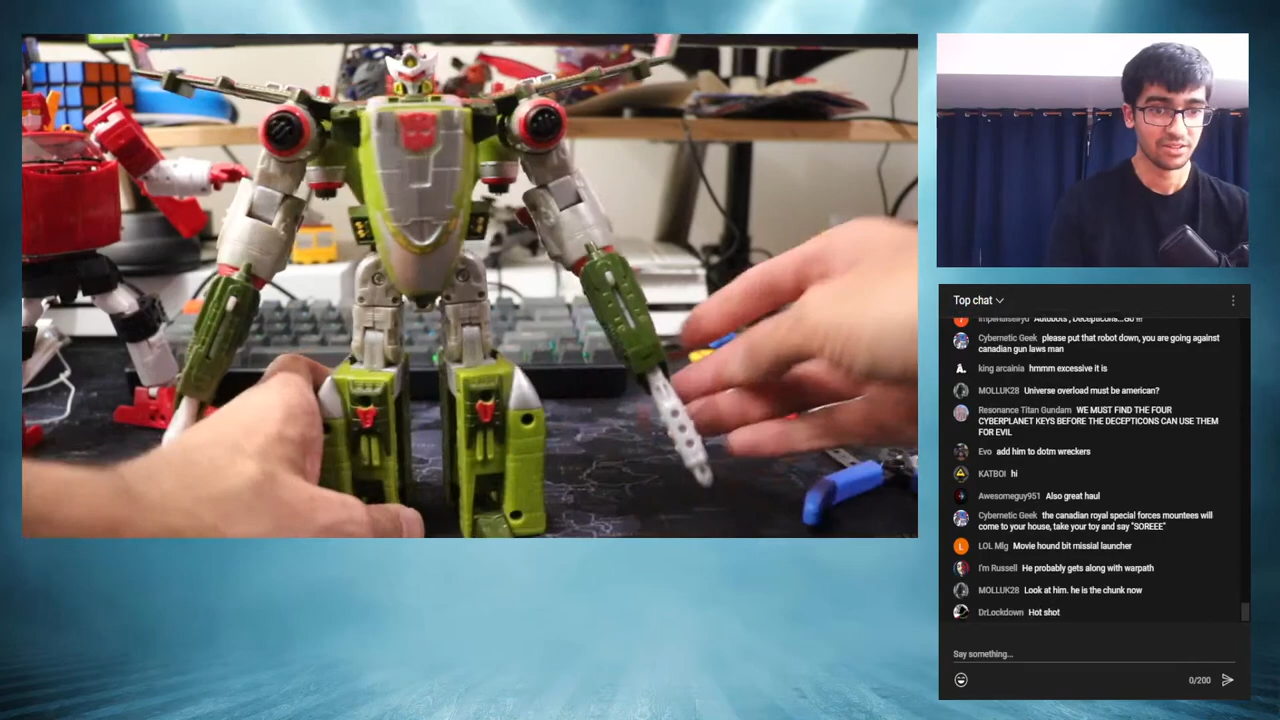 Top chat
Imperialseiryu Autobots , Decepticons...Go !!!
Cybernetic Geek please put that robot down, you are going against
canadian gun laws man
king arcainia hmmm excessive it is
MOLLUK28 Universe overload must be american?
Resonance Titan Gundam WE MUST FIND THE FOUR
CYBERPLANET KEYS BEFORE THE DECEPTICONS CAN USE THEM
FOR EVIL
Evo add him to dotm wreckers
KATBOI hi
Awesomeguy951 Also great haul
Cybernetic Geek the canadian royal special forces mountees will
come to your house, take your toy and say "SOREEE"
L LOL Mlg Movie hound bit missial launcher
I'm Russell He probably gets along with warpath
MOLLUK28 Look at him. he is the chunk now
DrLockdown Hot shot
Say something...
0/200